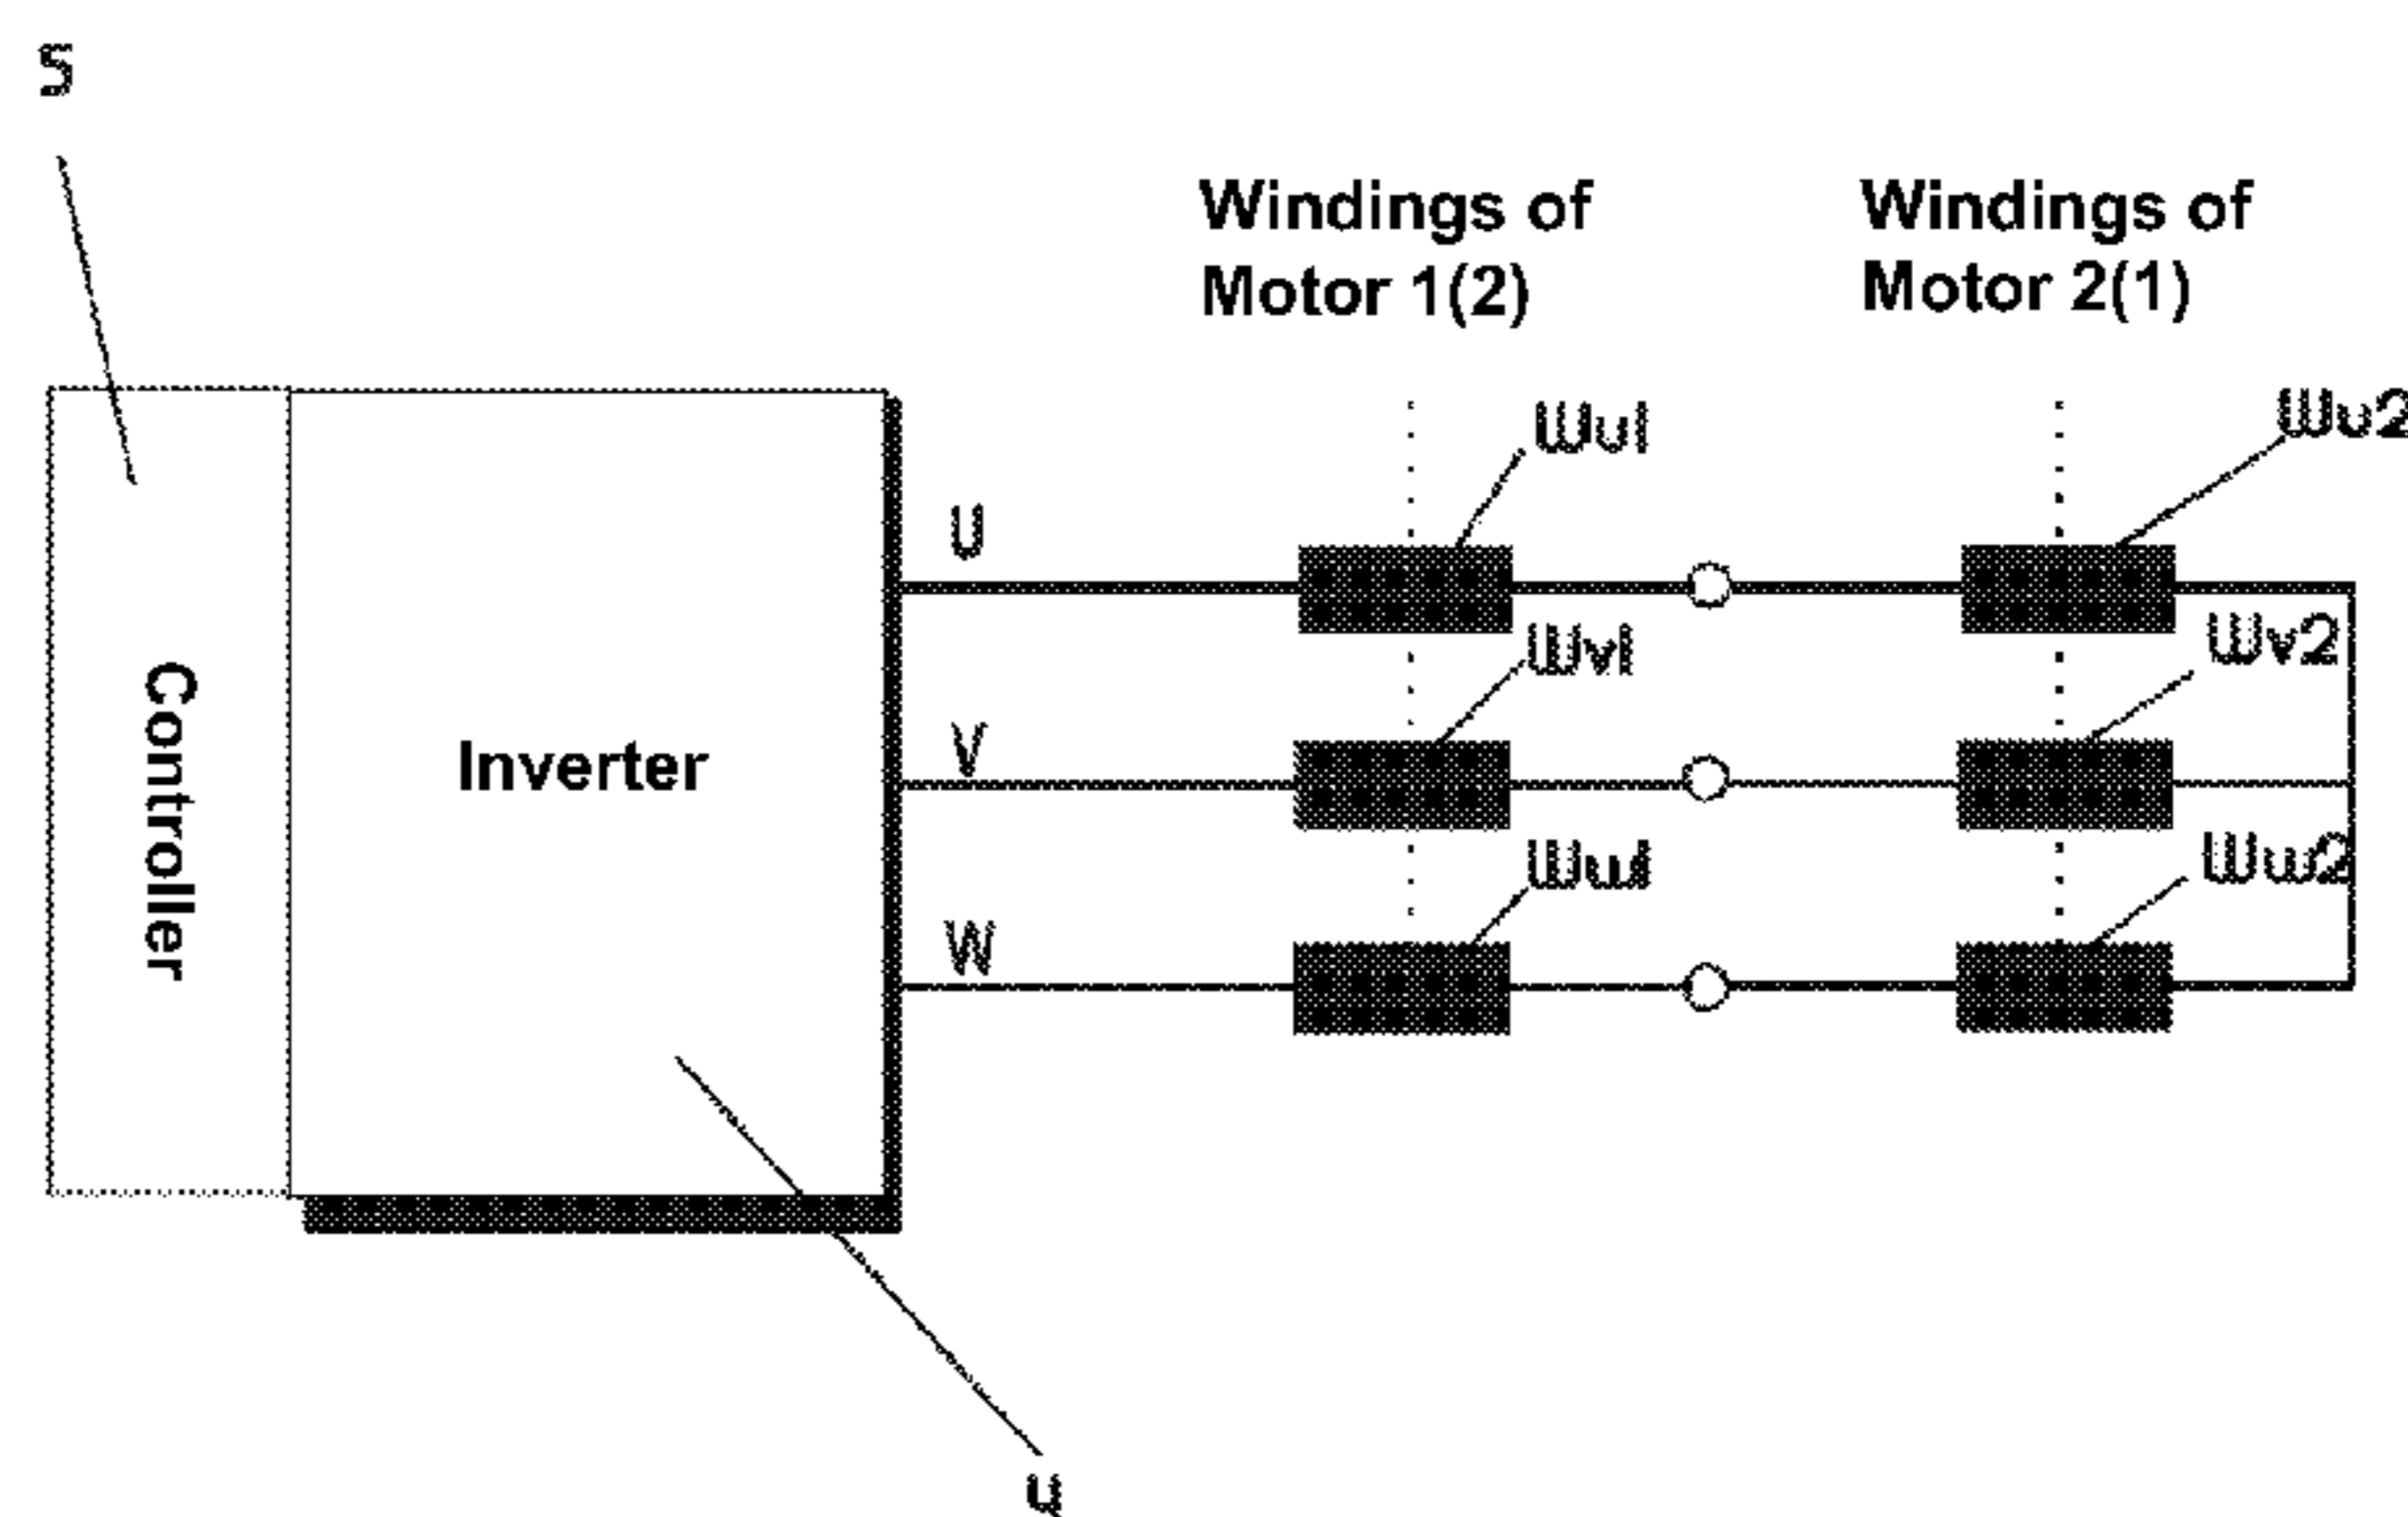 5
Windings of
Motor 1(2)
Windings of
Motor 2(1)
Wu1
Wu2
U
Wv1
Wv2
Controller
Inverter
V
Ww1
Ww2
W
4